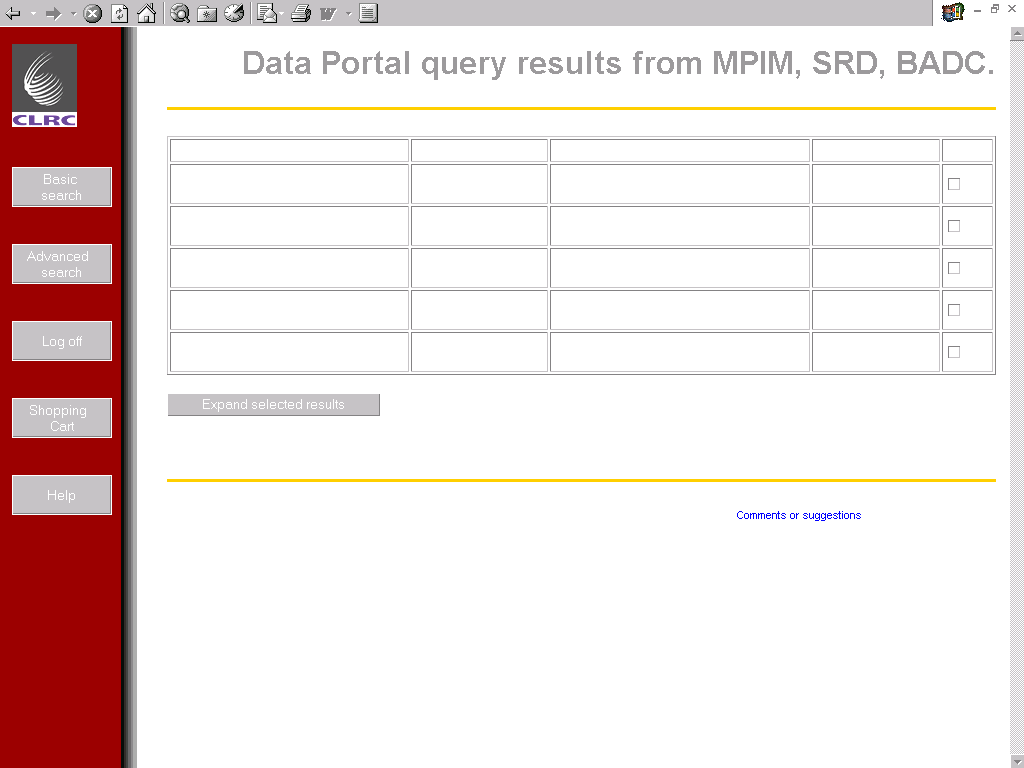 Data Portal query results from MPIM, SRD, BADC.
CLRC
Basic
search
Advanced
search
Log off
Shopping
Cart
Help
Expand selected results
Comments or suggestions